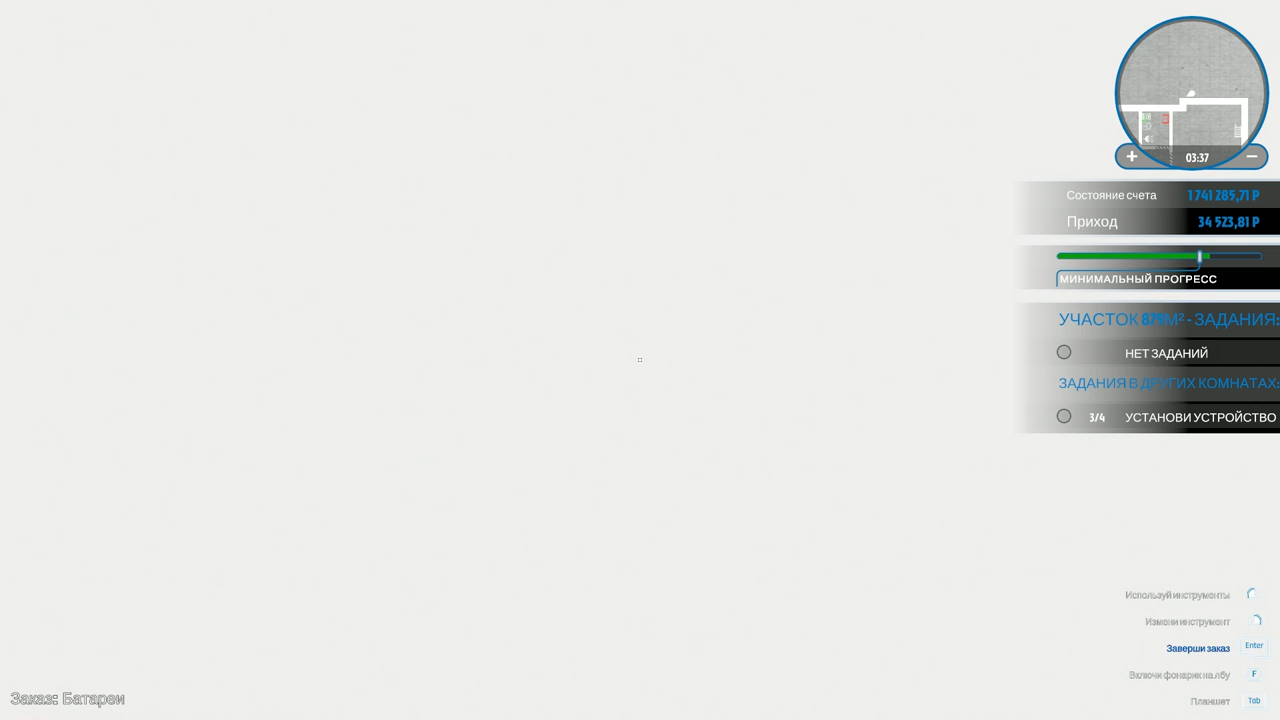 + 03:37 −
Состояние счета 1 741 285,71 Р
Приход 34 523,81 Р
МИНИМАЛЬНЫЙ ПРОГРЕСС
УЧАСТОК 879М² - ЗАДАНИЯ:
НЕТ ЗАДАНИЙ
ЗАДАНИЯ В ДРУГИХ КОМНАТАХ:
3/4 УСТАНОВИ УСТРОЙСТВО
Используй инструменты
Измени инструмент
Заверши заказ Enter
Включи фонарик на лбу F
Планшет Tab
Заказ: Батареи